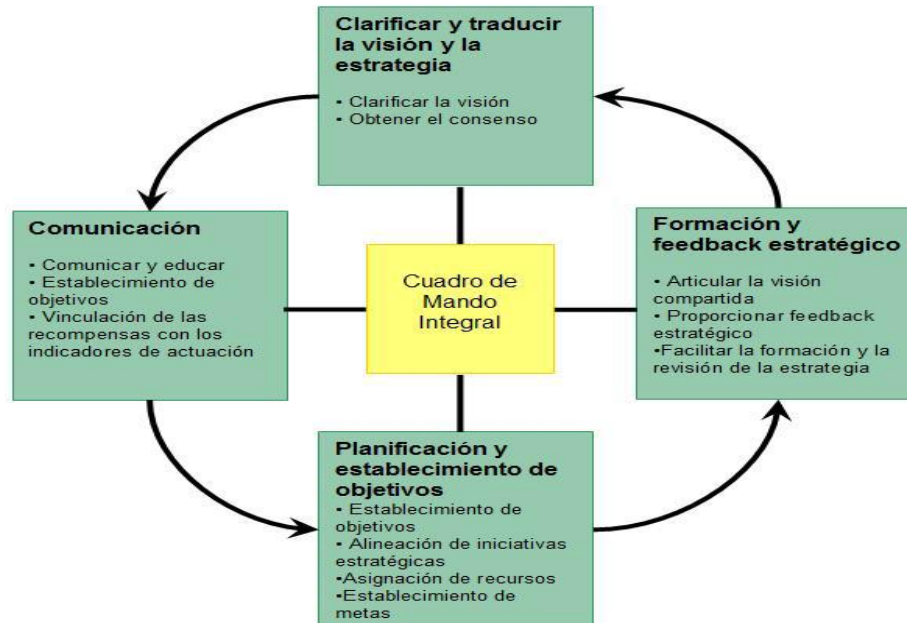 Clarificar y traducir
la visión y la
estrategia
• Clarificar la visión
• Obtener el consenso
Comunicación
• Comunicar y educar
• Establecimiento de
objetivos
• Vinculación de las
recompensas con los
indicadores de actuación
Cuadro de
Mando
Integral
Formación y
feedback estratégico
• Articular la visión
compartida
• Proporcionar feedback
estratégico
•Facilitar la formación y la
revisión de la estrategia
Planificación y
establecimiento de
objetivos
• Establecimiento de
objetivos
• Alineación de iniciativas
estratégicas
•Asignación de recursos
•Establecimiento de
metas